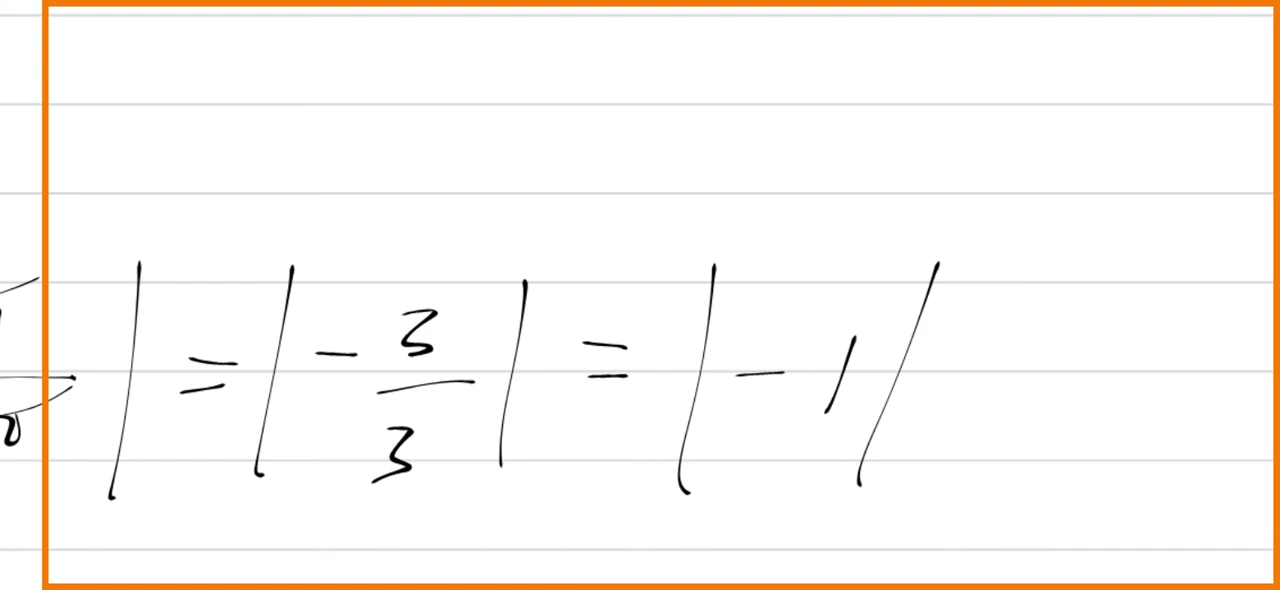 | = | -3/3 | = | -1 |